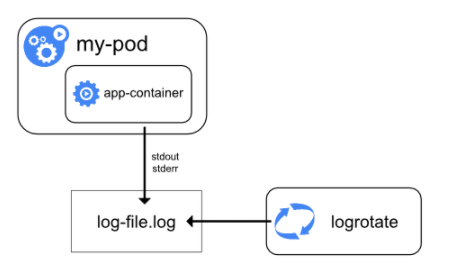 my-pod
app-container
stdout
stderr
log-file.log
logrotate